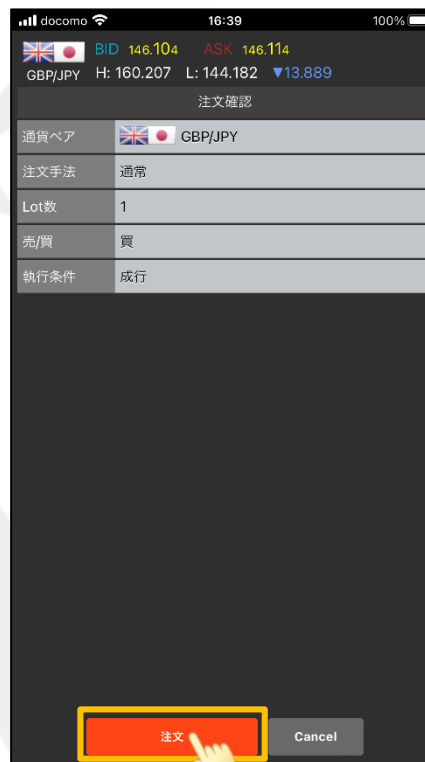 docomo 16:39 100%
BID 146.104 ASK 146.114
GBP/JPY H: 160.207 L: 144.182 ▼13.889
注文確認
通貨ペア GBP/JPY
注文手法 通常
Lot数 1
売/買 買
執行条件 成行
注文 Cancel